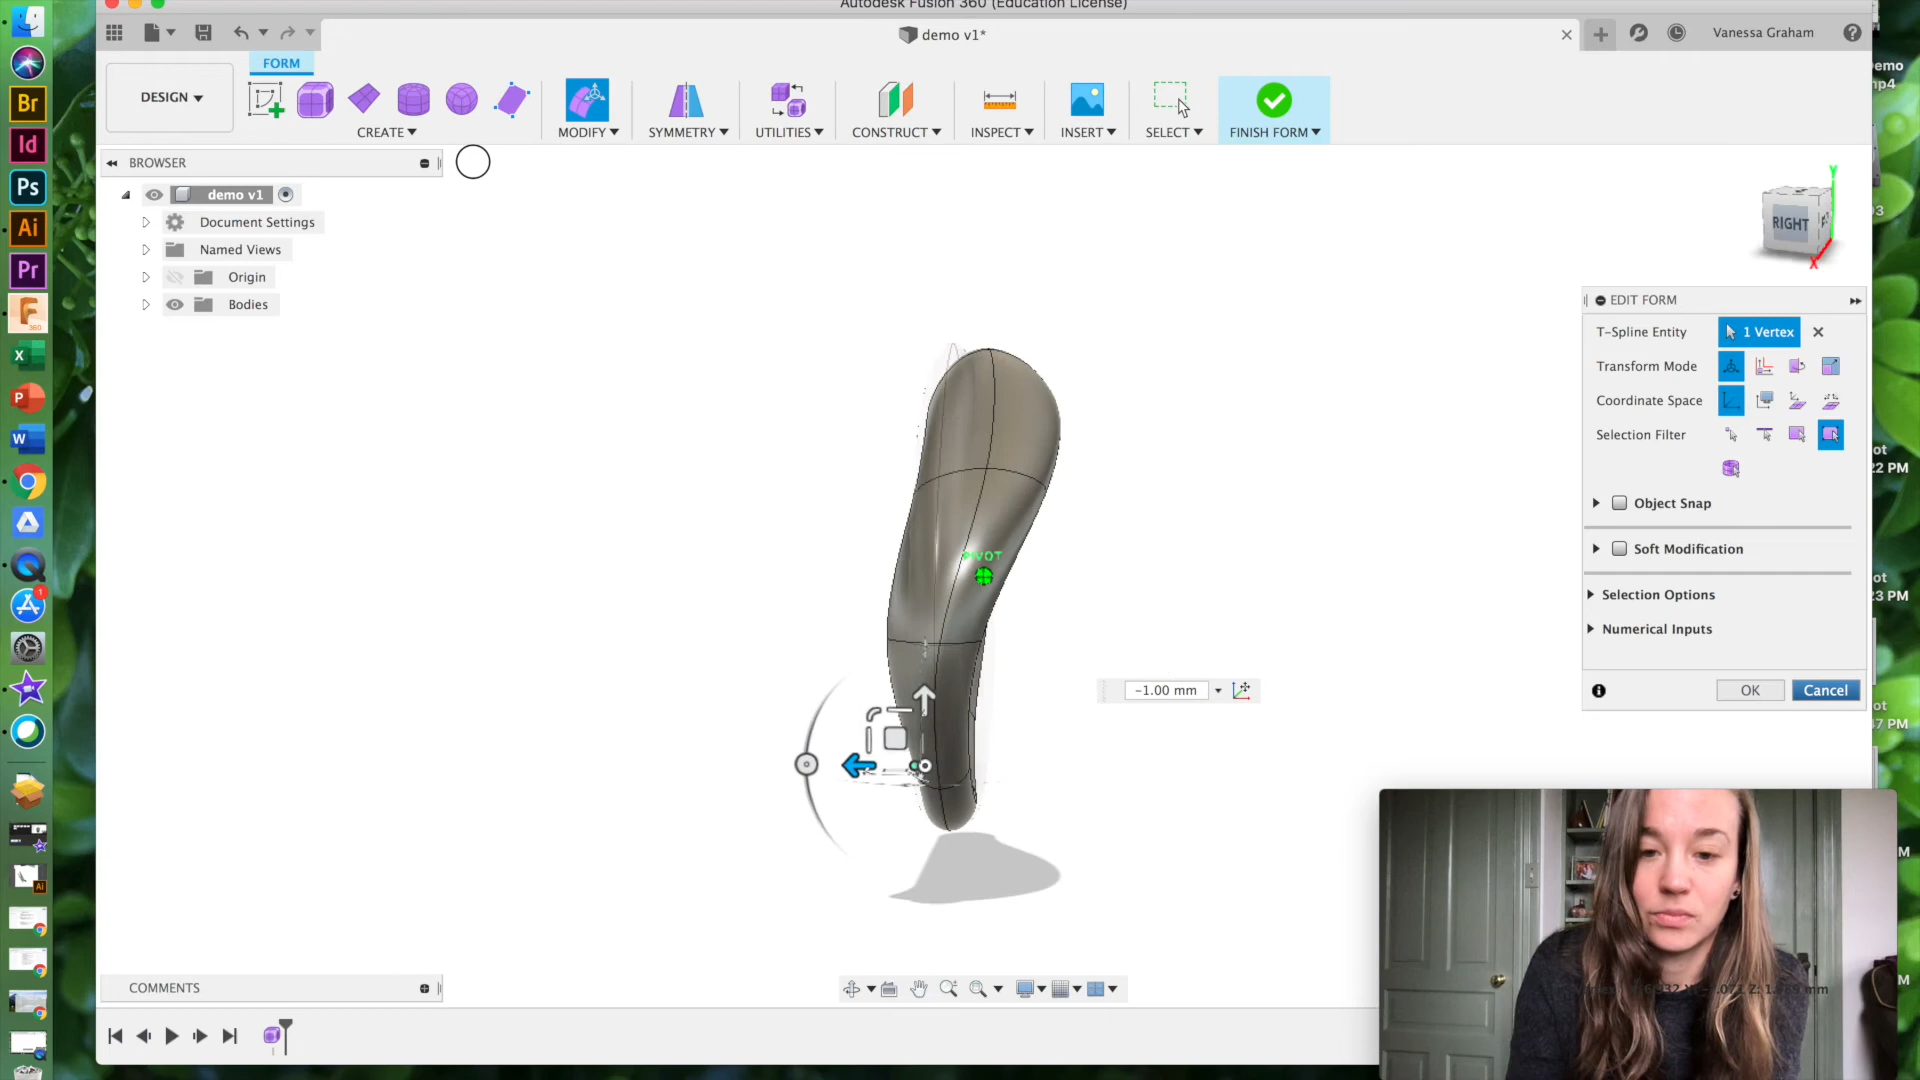 Autodesk Fusion 360 (Education License)
demo v1*
Vanessa Graham
FORM
DESIGN
CREATE
MODIFY
SYMMETRY
UTILITIES
CONSTRUCT
INSPECT
INSERT
SELECT
FINISH FORM
BROWSER
demo v1
Document Settings
Named Views
Origin
Bodies
RIGHT
Y
X
EDIT FORM
T-Spline Entity
1 Vertex
Transform Mode
Coordinate Space
Selection Filter
Object Snap
Soft Modification
Selection Options
Numerical Inputs
OK
Cancel
PIVOT
-1.00 mm
COMMENTS
Br
Id
Ps
Ai
Pr
360
X
P
W
1
Ai